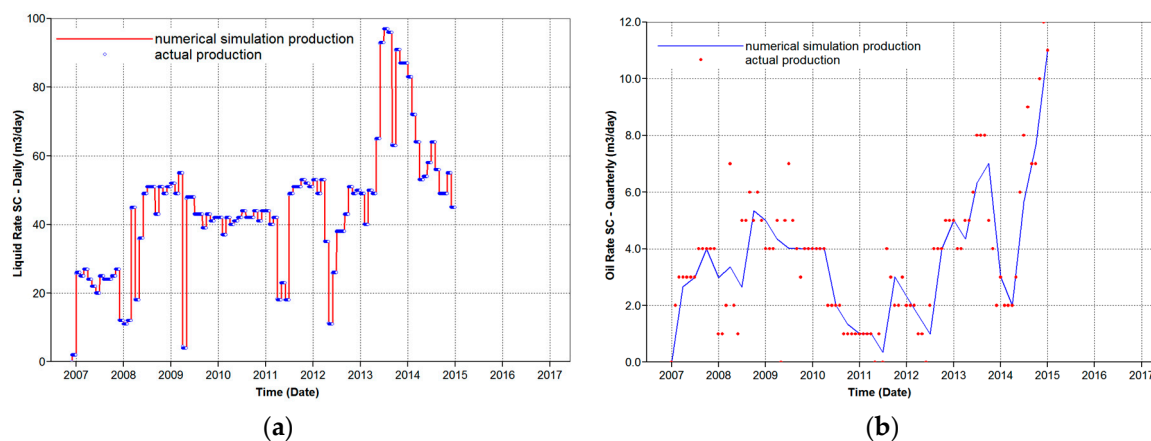 100
80
60
40
20
0
Liquid Rate SC - Daily (m3/day)
numerical simulation production
actual production
2007 2008 2009 2010 2011 2012 2013 2014 2015 2016 2017
Time (Date)
(a)
12.0
10.0
8.0
6.0
4.0
2.0
0.0
Oil Rate SC - Quarterly (m3/day)
numerical simulation production
actual production
2007 2008 2009 2010 2011 2012 2013 2014 2015 2016 2017
Time (Date)
(b)